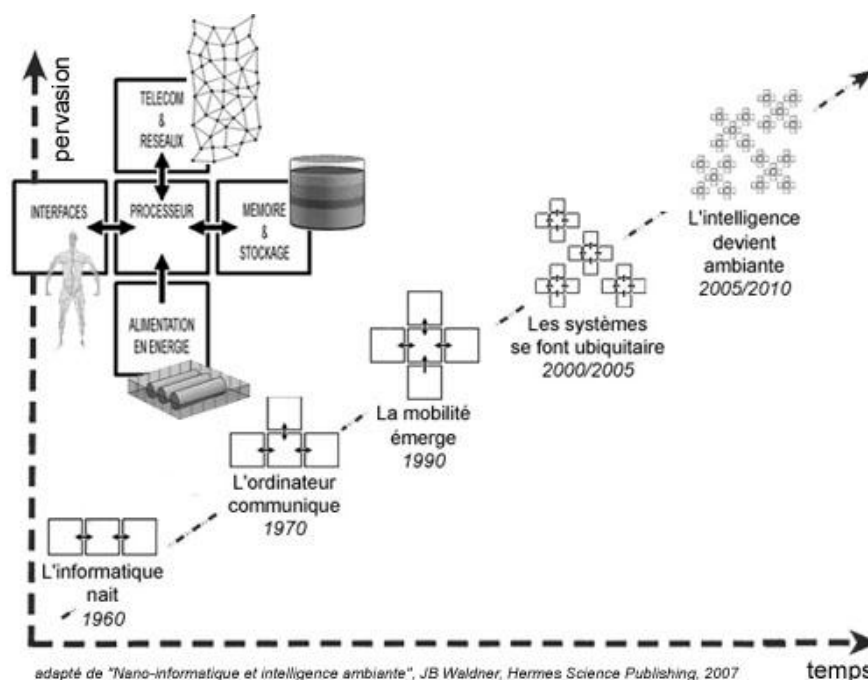 pervasion
TELECOM
&
RESEAUX
INTERFACES
PROCESSEUR
MEMOIRE
&
STOCKAGE
ALIMENTATION
EN ENERGIE
L'intelligence
devient
ambiante
2005/2010
Les systèmes
se font ubiquitaire
2000/2005
La mobilité
émerge
1990
L'ordinateur
communique
1970
L'informatique
nait
1960
temps
adapté de "Nano-informatique et intelligence ambiante", JB Waldner, Hermes Science Publishing, 2007